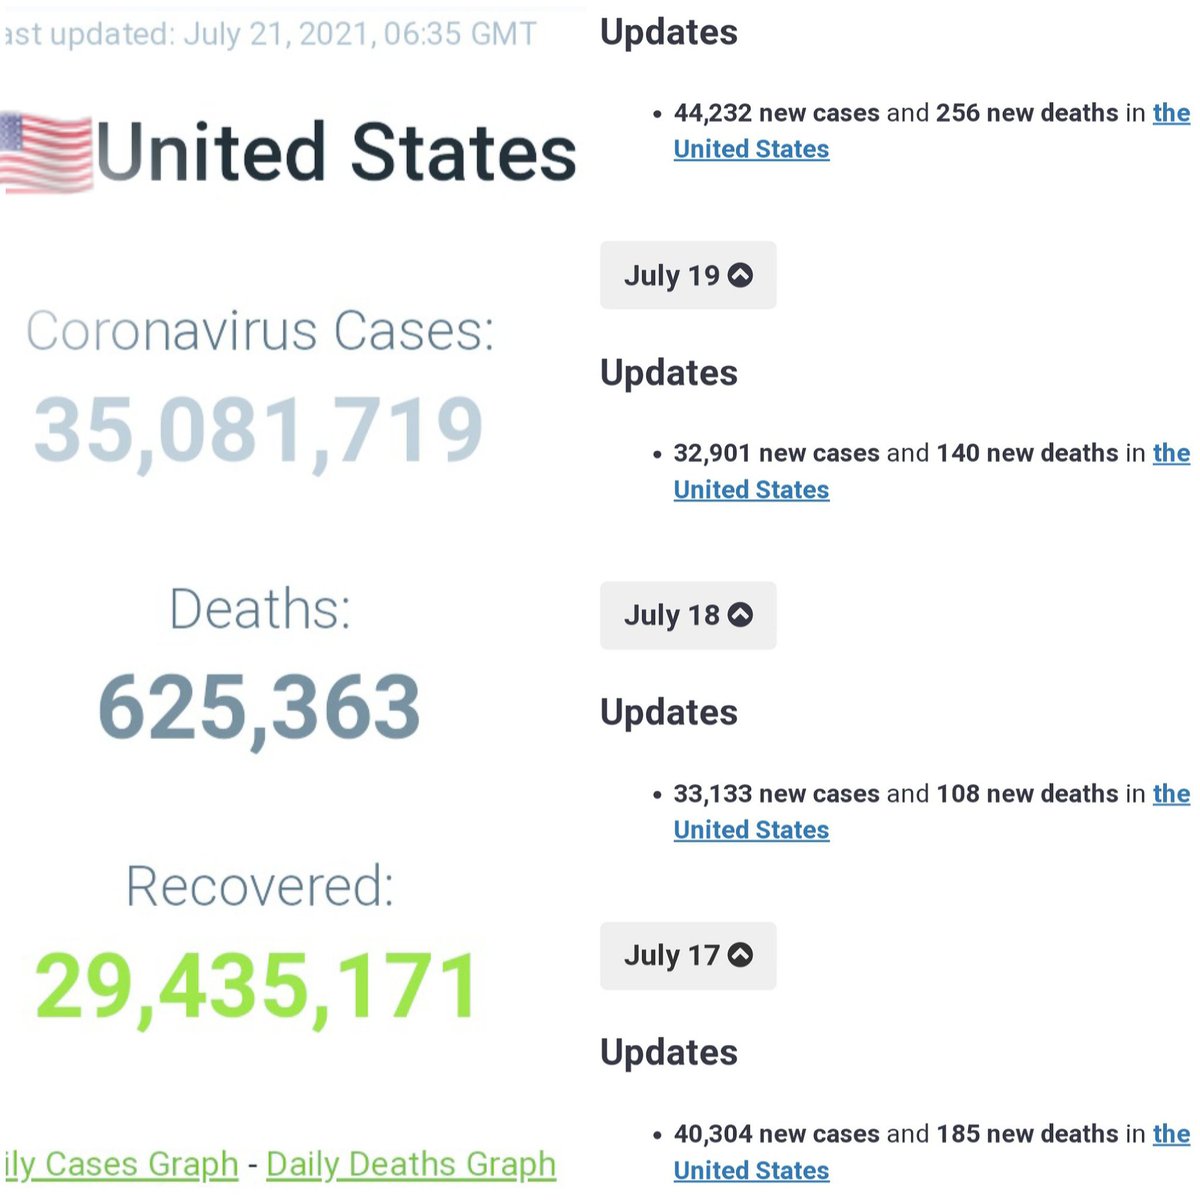 ast updated: July 21, 2021, 06:35 GMT
United States
Coronavirus Cases:
35,081,719
Deaths:
625,363
Recovered:
29,435,171
ily Cases Graph - Daily Deaths Graph
Updates
• 44,232 new cases and 256 new deaths in the
United States
July 19
Updates
• 32,901 new cases and 140 new deaths in the
United States
July 18
Updates
• 33,133 new cases and 108 new deaths in the
United States
July 17
Updates
• 40,304 new cases and 185 new deaths in the
United States